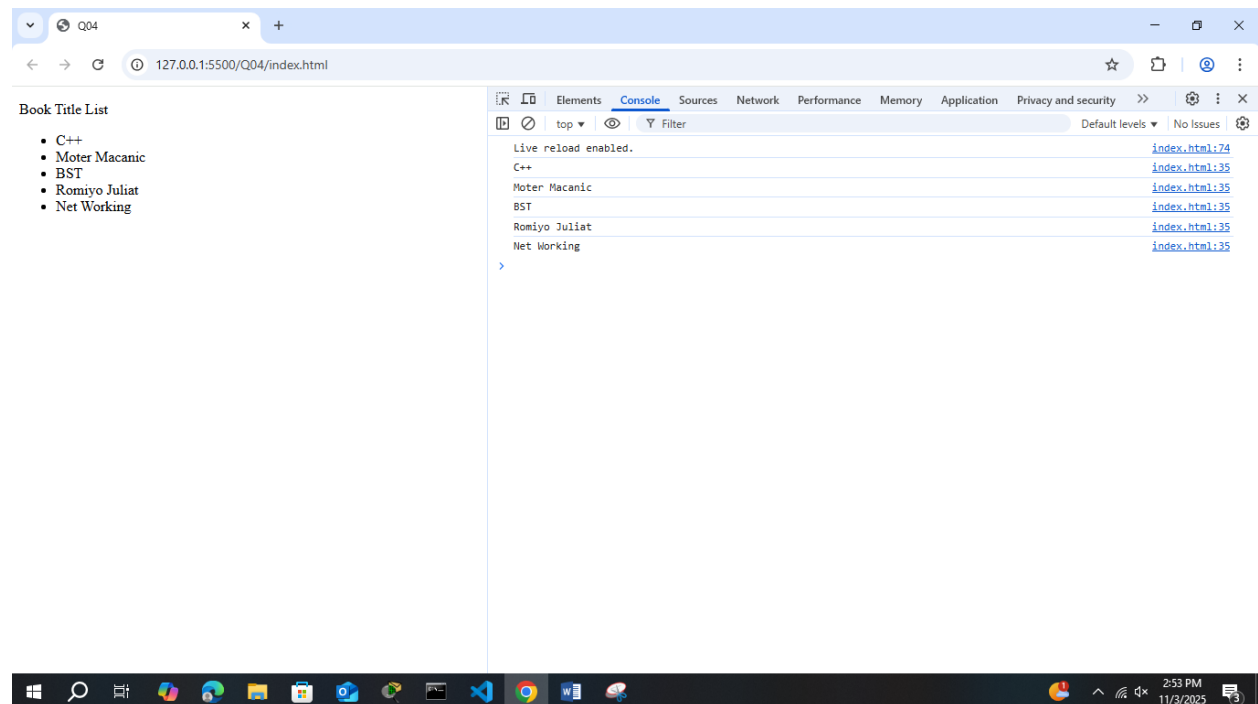 Q04
127.0.0.1:5500/Q04/index.html
Book Title List
C++
Moter Macanic
BST
Romiyo Juliat
Net Working
Elements Console Sources Network Performance Memory Application Privacy and security
top Filter Default levels No Issues
Live reload enabled. index.html:74
C++ index.html:35
Moter Macanic index.html:35
BST index.html:35
Romiyo Juliat index.html:35
Net Working index.html:35
2:53 PM
11/3/2025
3